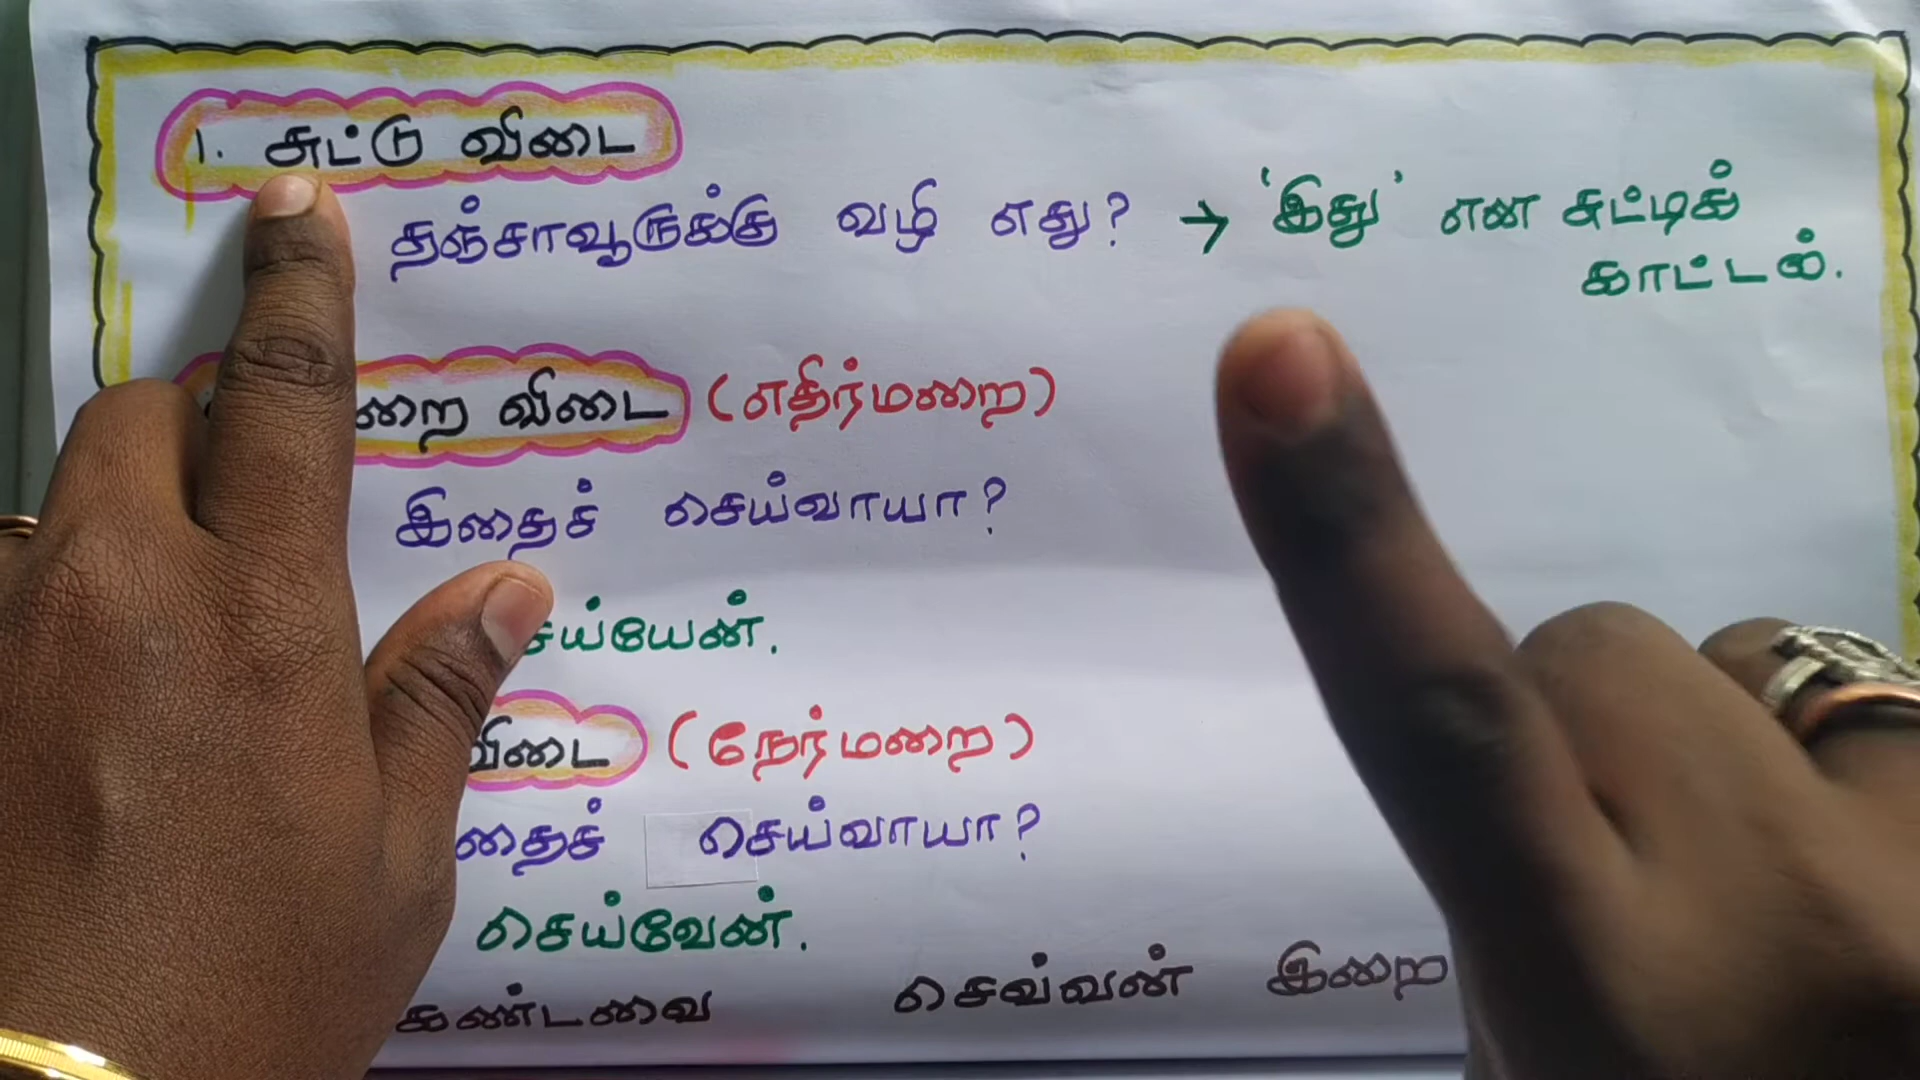 1. சுட்டு விடை
தஞ்சாவூருக்கு வழி எது? → 'இது' என சுட்டிக்
காட்டல்.
விடை (எதிர்மறை)
இதைச் செய்வாயா?
விடை (நேர்மறை)
செய்வாயா?
செய்வேன்.
செவ்வன் இறை